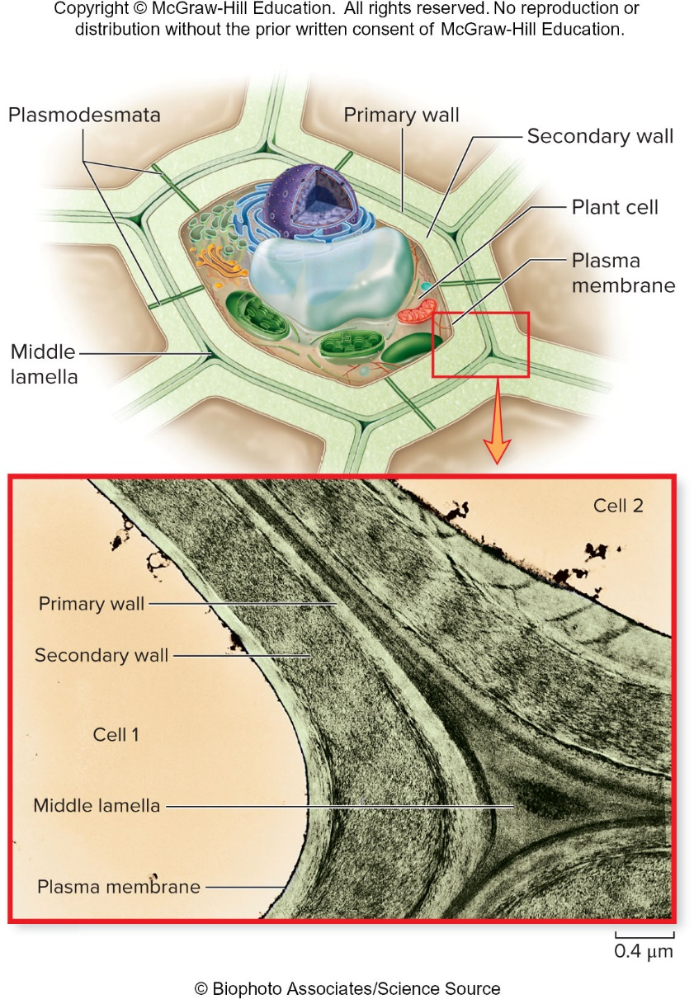 Copyright © McGraw-Hill Education. All rights reserved. No reproduction or
distribution without the prior written consent of McGraw-Hill Education.
Plasmodesmata
Primary wall
Secondary wall
Plant cell
Plasma
membrane
Middle
lamella
Cell 2
Primary wall
Secondary wall
Cell 1
Middle lamella
Plasma membrane
0.4 μm
© Biophoto Associates/Science Source